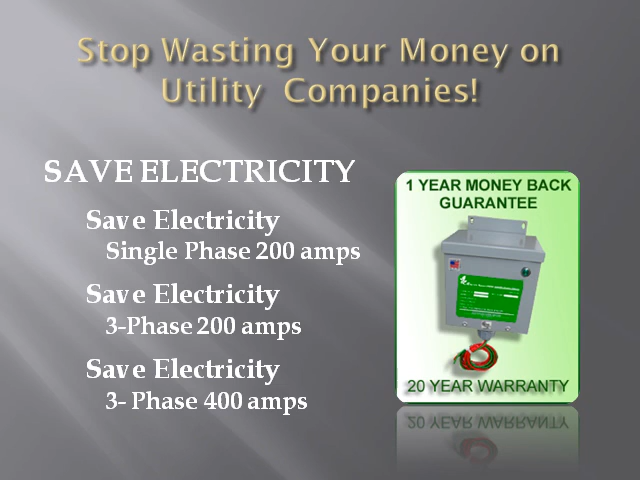 Stop Wasting Your Money on
Utility Companies!
SAVE ELECTRICITY
Save Electricity
Single Phase 200 amps
Save Electricity
3-Phase 200 amps
Save Electricity
3- Phase 400 amps
1 YEAR MONEY BACK
GUARANTEE
20 YEAR WARRANTY